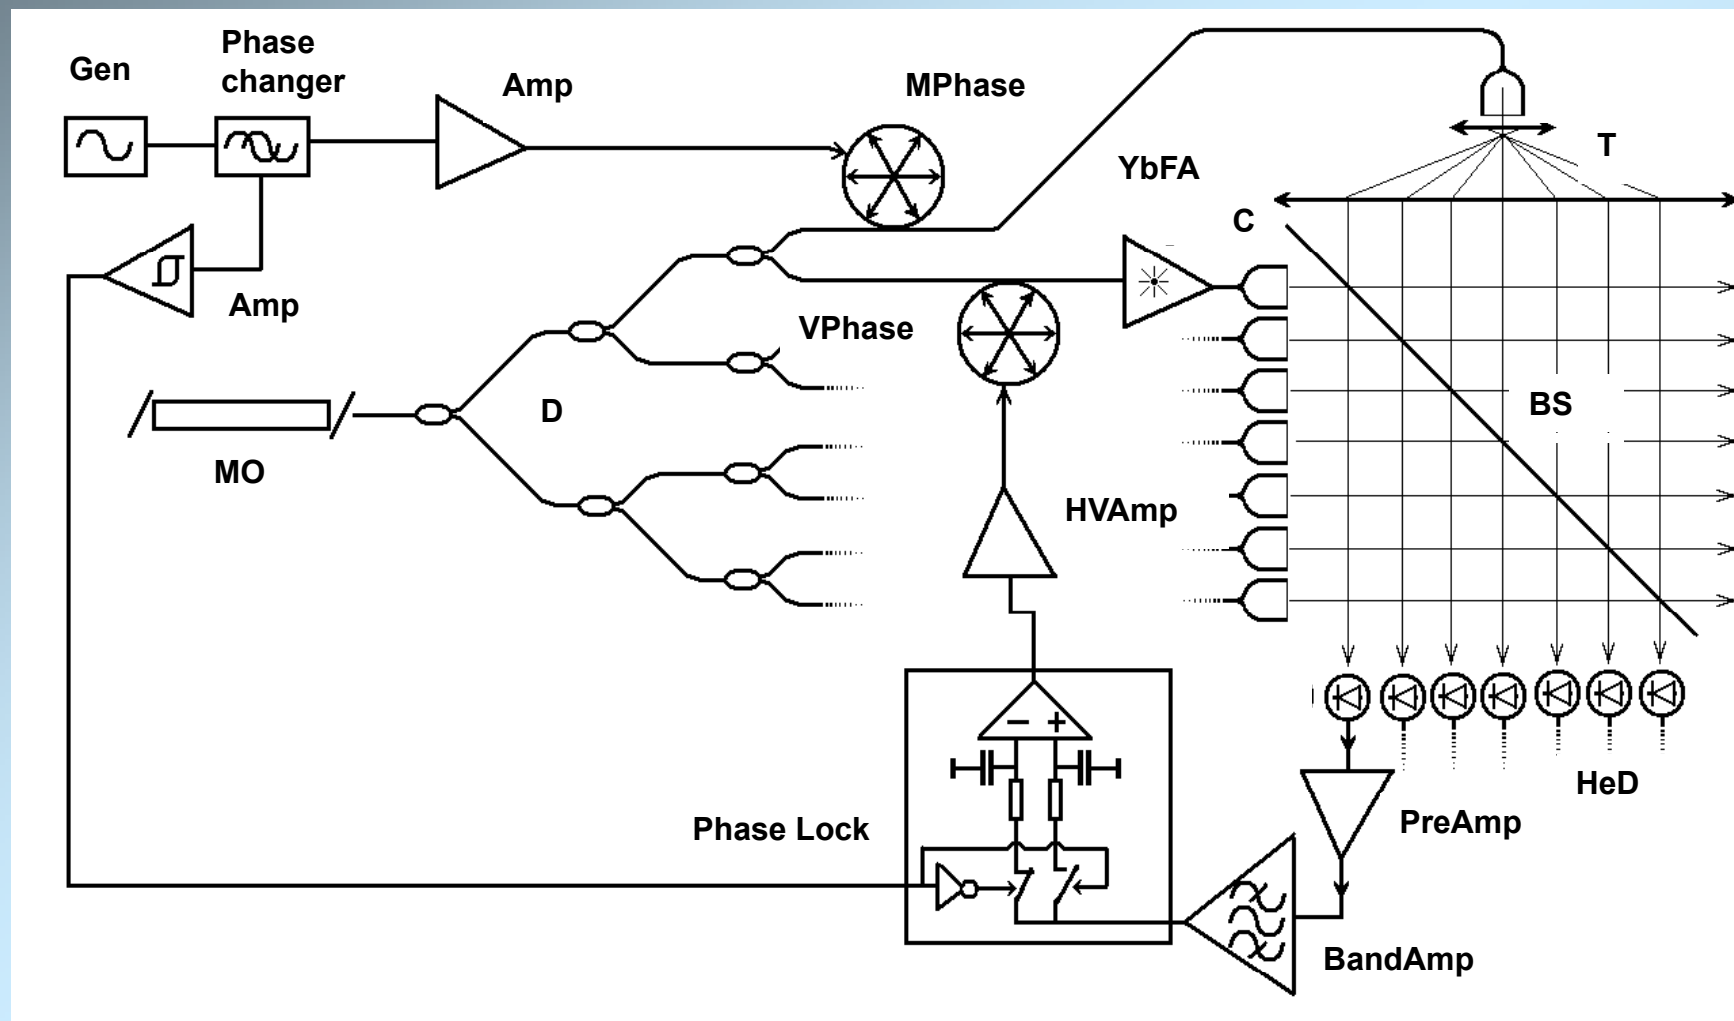 Gen
Phase
changer
Amp
MPhase
T
YbFA
C
Amp
VPhase
D
BS
MO
HVAmp
− +
HeD
Phase Lock
PreAmp
BandAmp